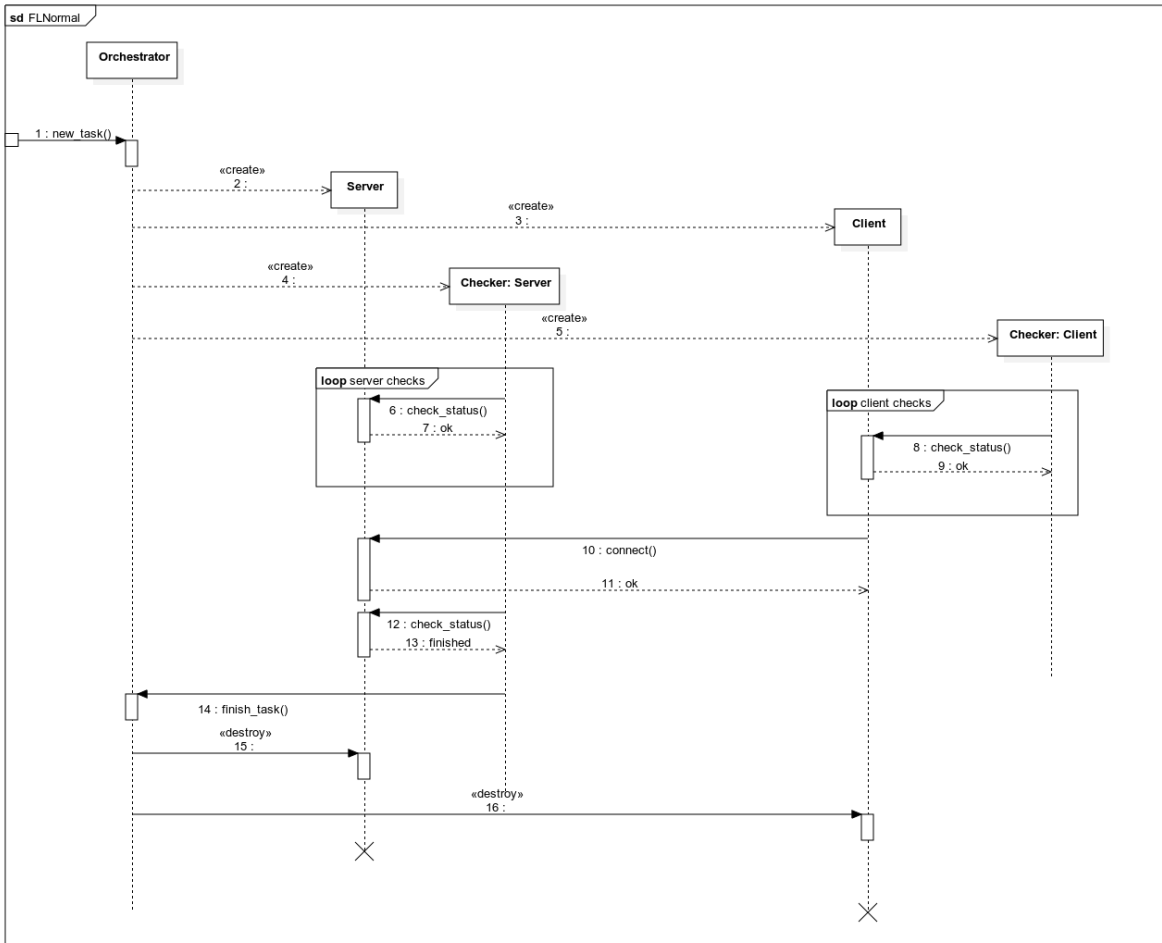 sd FLNormal
Orchestrator
1 : new_task()
«create»
2 :
Server
«create»
3 :
Client
«create»
4 :
Checker: Server
«create»
5 :
Checker: Client
loop server checks
6 : check_status()
7 : ok
loop client checks
8 : check_status()
9 : ok
10 : connect()
11 : ok
12 : check_status()
13 : finished
14 : finish_task()
«destroy»
15 :
«destroy»
16 :